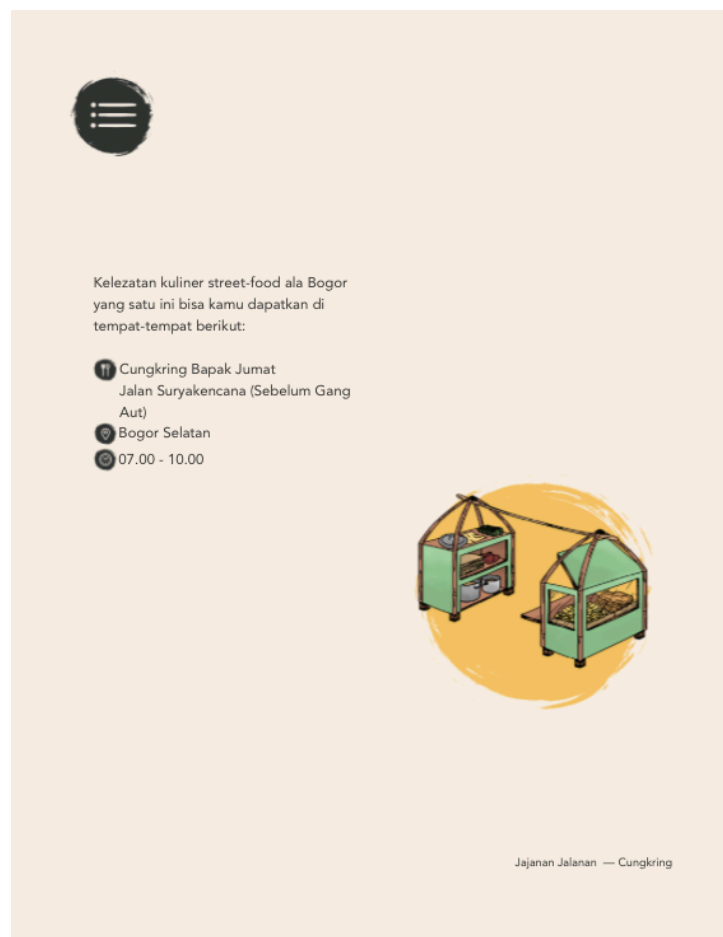 Kelezatan kuliner street-food ala Bogor
yang satu ini bisa kamu dapatkan di
tempat-tempat berikut:
Cungkring Bapak Jumat
Jalan Suryakencana (Sebelum Gang
Aut)
Bogor Selatan
07.00 - 10.00
Jajanan Jalanan — Cungkring